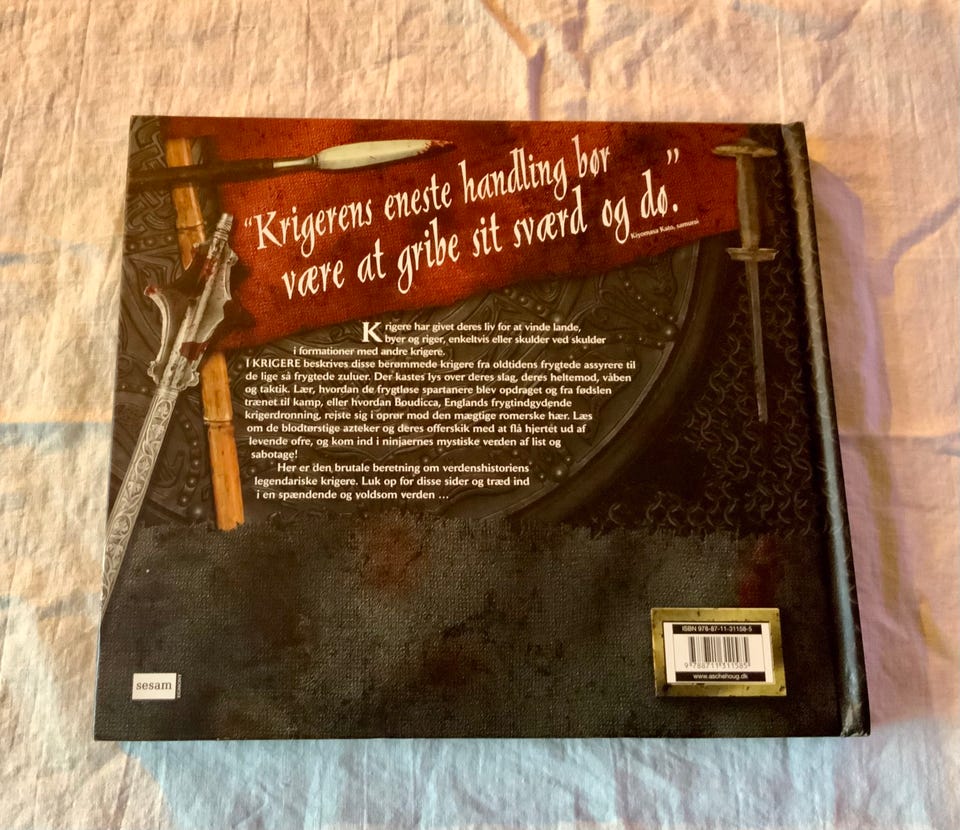 “Krigerens eneste handling bør
være at gribe sit sværd og dø.”
Kiyomasa Kato, samurai
Krigere har givet deres liv for at vinde lande,
byer og riger, enkeltvis eller skulder ved skulder
i formationer med andre krigere.
I KRIGERE beskrives disse berømmede krigere fra oldtidens frygtede assyrere til
de lige så frygtede zuluer. Der kastes lys over deres slag, deres heltemod, våben
og taktik. Lær, hvordan de frygtløse spartanere blev opdraget og fra fødslen
trænet til kamp, eller hvordan Boudicca, Englands frygtindgydende
krigerdronning, rejste sig i oprør mod den mægtige romerske hær. Læs
om de blodtørstige azteker og deres offerskik med at flå hjertet ud af
levende ofre, og kom ind i ninjaernes mystiske verden af list og
sabotage!
Her er den brutale beretning om verdenshistoriens
legendariske krigere. Luk op for disse sider og træd ind
i en spændende og voldsom verden ...
sesam
ISBN 978-87-11-31158-5
9 788711 311585
www.aschehoug.dk